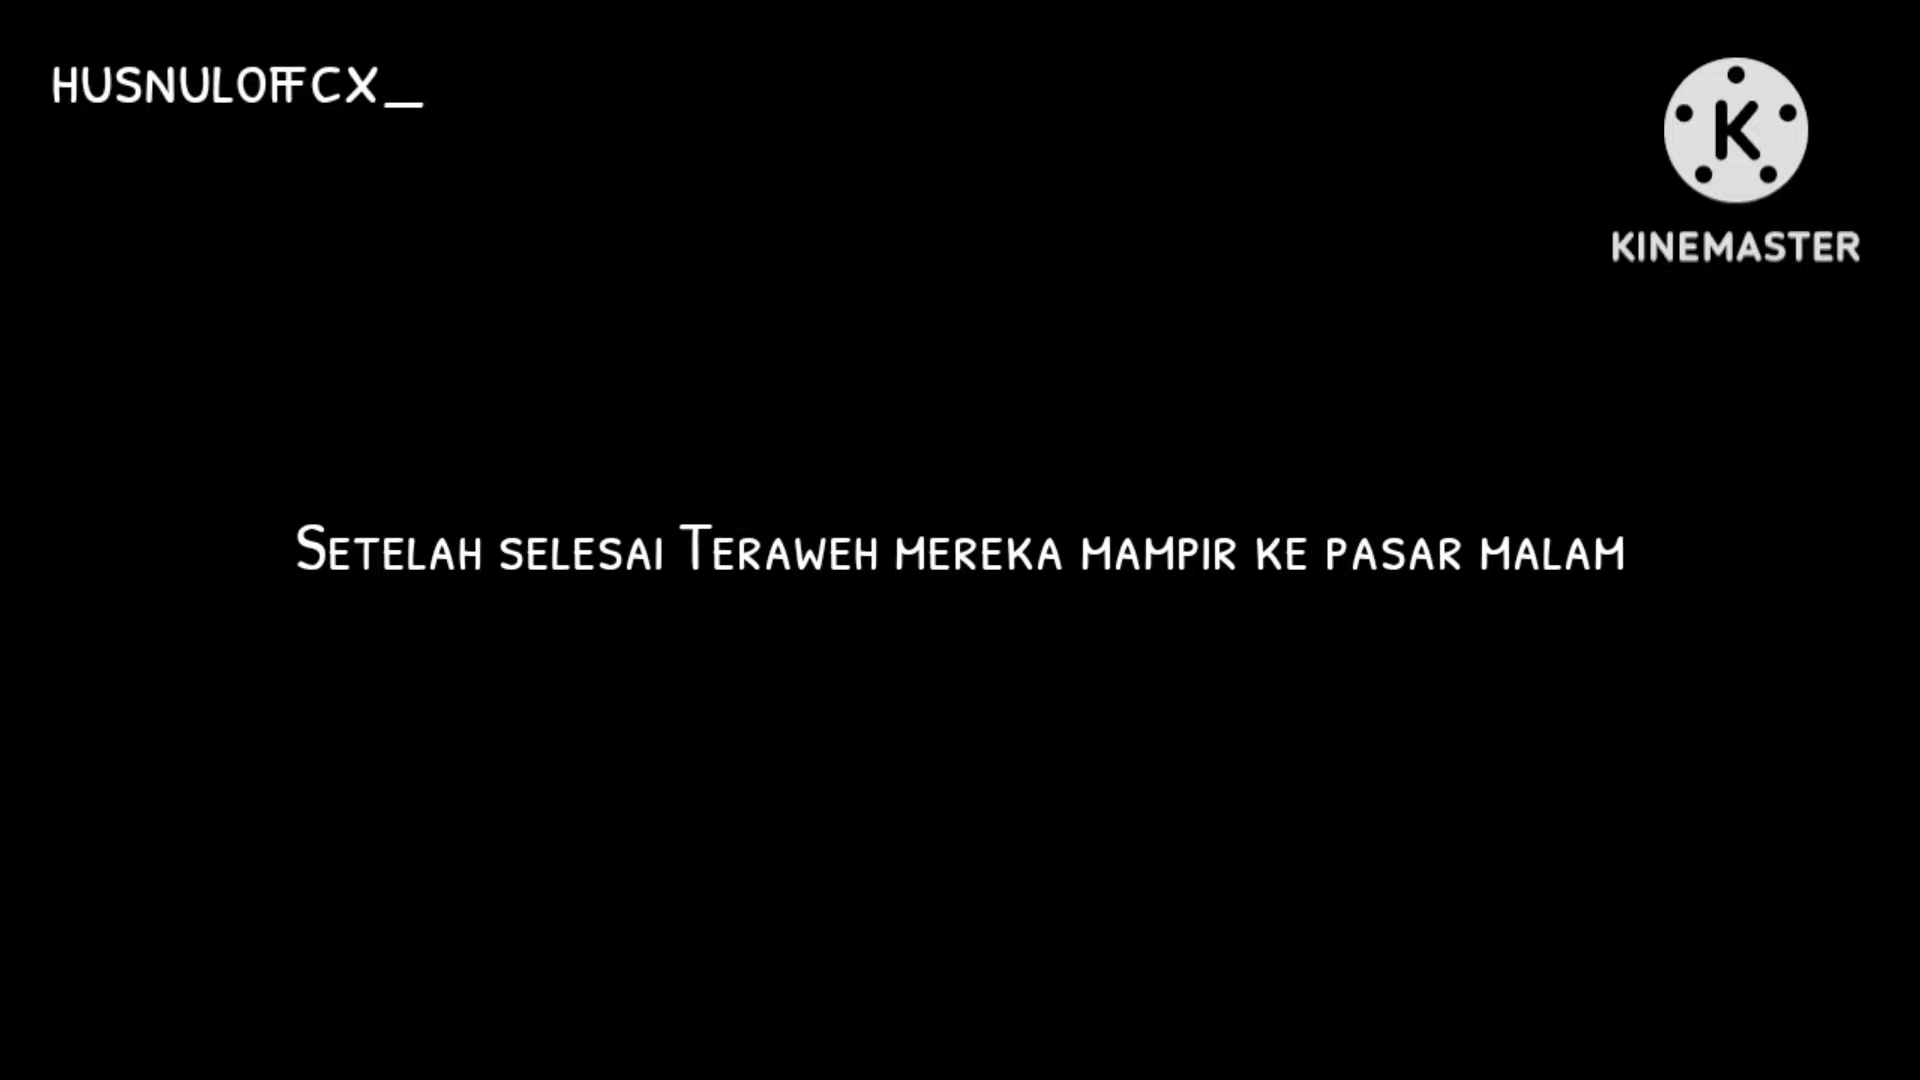 HUSNULOFFCX_
K
KINEMASTER
Setelah selesai Teraweh mereka mampir ke pasar malam